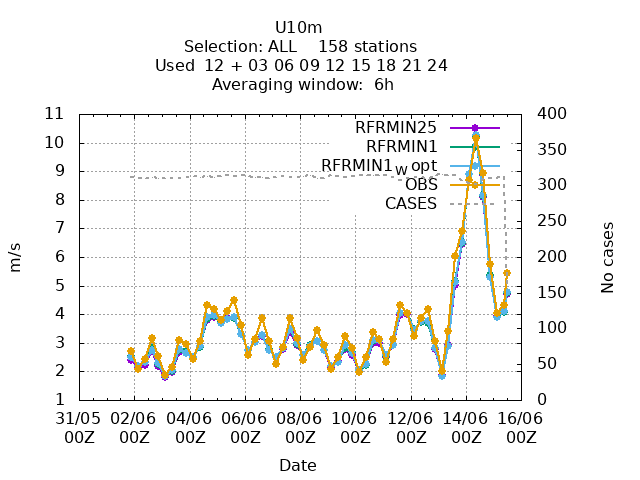 U10m
Selection: ALL    158 stations
Used  12 + 03 06 09 12 15 18 21 24
Averaging window:  6h
11 400
RFRMIN25
10 350
RFRMIN1
RFRMIN1w opt
9 300
OBS
8 250
CASES
7
6 200
5 150
4 100
3
2 50
1 0
m/s
No cases
31/05 02/06 04/06 06/06 08/06 10/06 12/06 14/06 16/06
00Z 00Z 00Z 00Z 00Z 00Z 00Z 00Z 00Z
Date